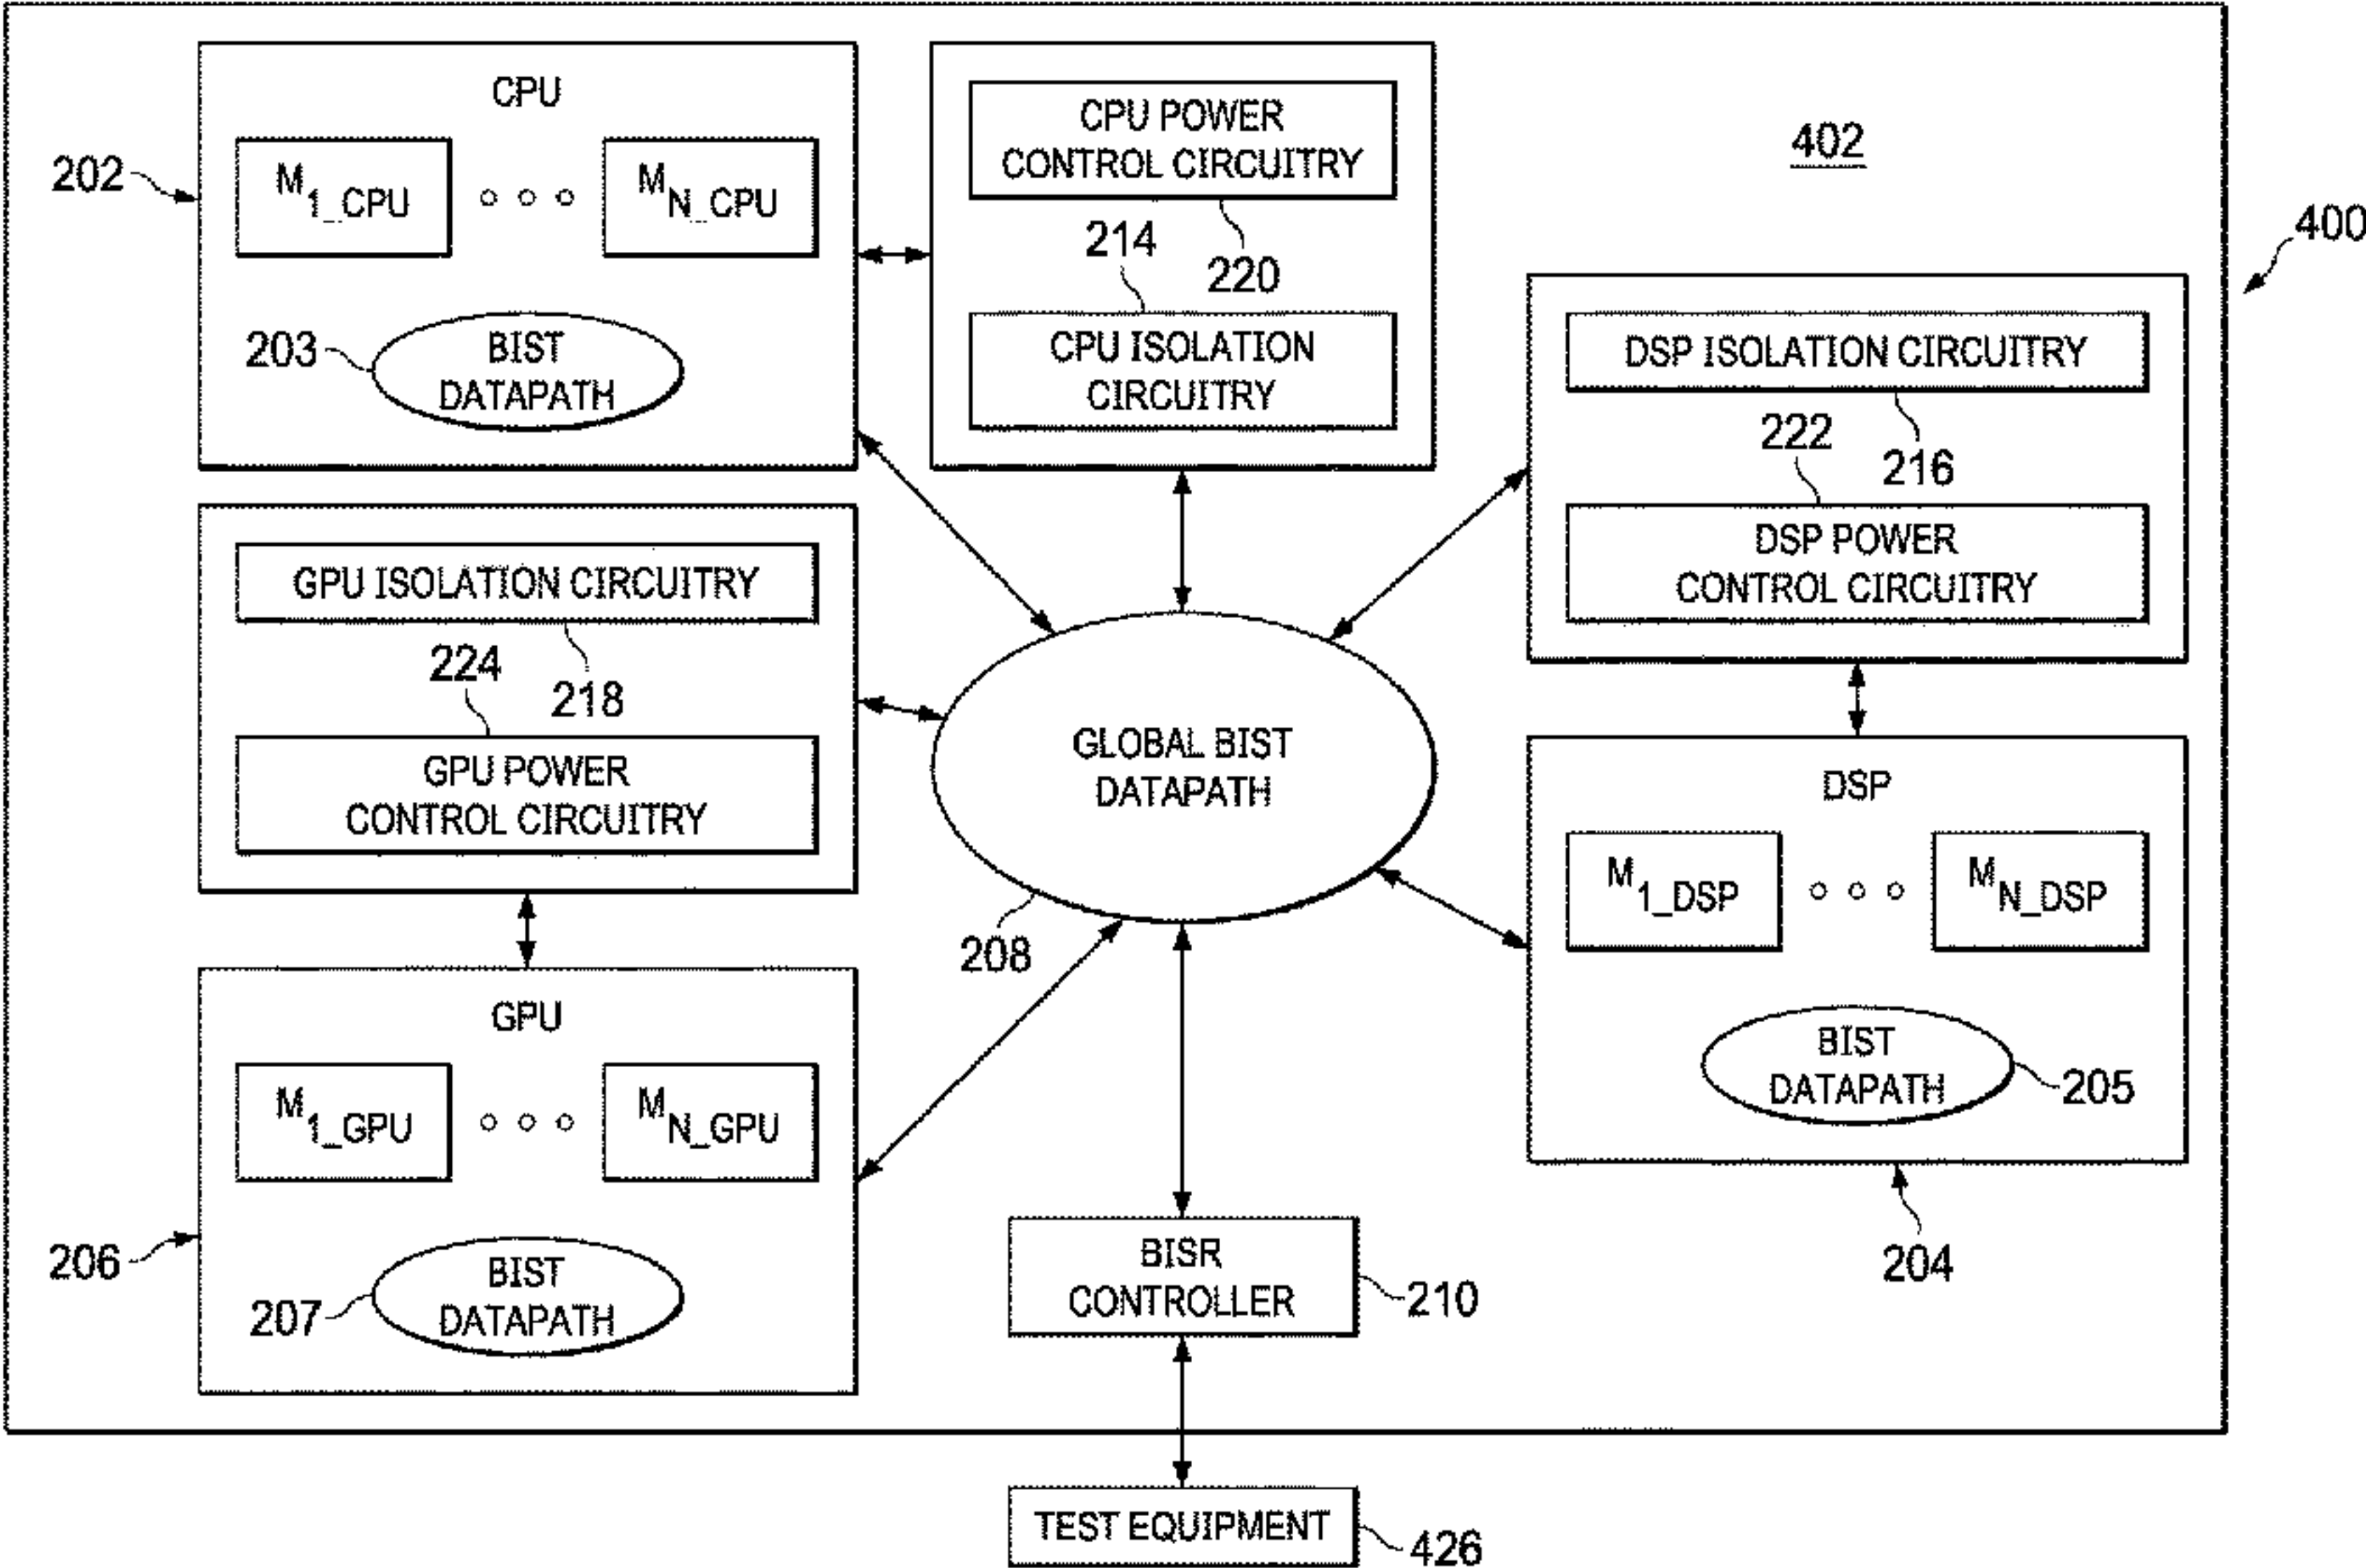 CPU
M1_CPU
MN_CPU
202
203
BIST
DATAPATH
CPU POWER
CONTROL CIRCUITRY
214
220
CPU ISOLATION
CIRCUITRY
402
400
DSP ISOLATION CIRCUITRY
222
216
DSP POWER
CONTROL CIRCUITRY
GPU ISOLATION CIRCUITRY
224
218
GPU POWER
CONTROL CIRCUITRY
GLOBAL BIST
DATAPATH
208
DSP
M1_DSP
MN_DSP
BIST
DATAPATH
205
204
GPU
M1_GPU
MN_GPU
206
207
BIST
DATAPATH
BISR
CONTROLLER
210
TEST EQUIPMENT
426